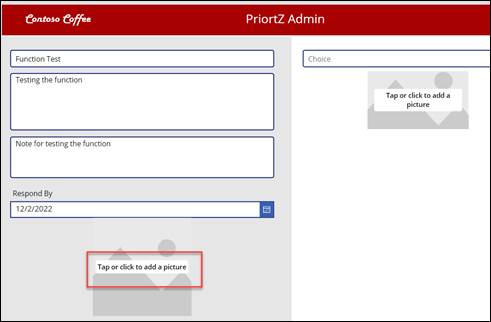 Contoso Coffee
PriortZ Admin
Function Test
Testing the function
Note for testing the function
Respond By
12/2/2022
Tap or click to add a picture
Choice
Tap or click to add a
picture